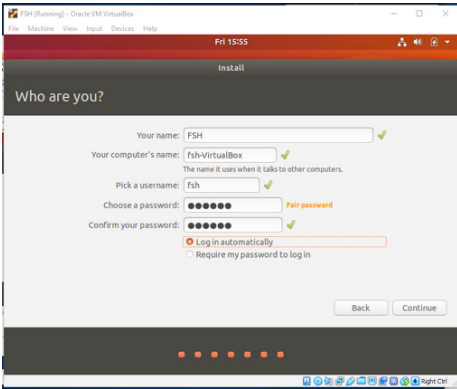 FSH [Running] - Oracle VM VirtualBox
File Machine View Input Devices Help
Fri 15:55
Install
Who are you?
Your name: FSH
Your computer's name: fsh-VirtualBox
The name it uses when it talks to other computers.
Pick a username: fsh
Choose a password: ●●●●●● Fair password
Confirm your password: ●●●●●●
Log in automatically
Require my password to log in
Back Continue
Right Ctrl